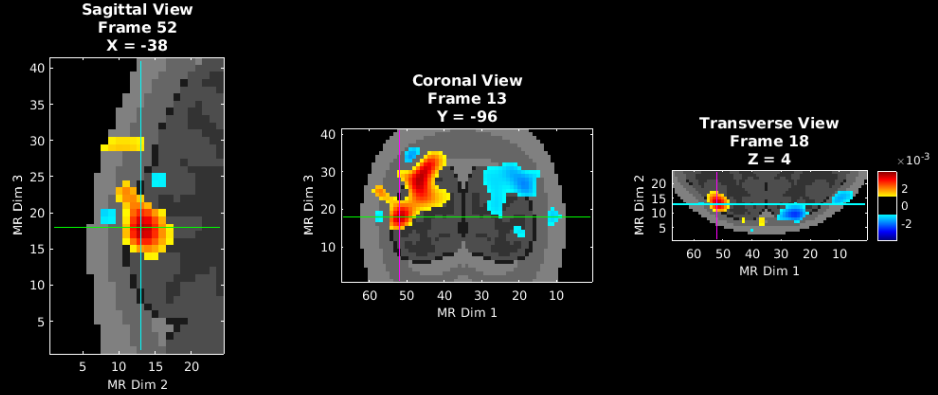 Sagittal View
Frame 52
X = -38
MR Dim 3
40
35
30
25
20
15
10
5
5 10 15 20
MR Dim 2
Coronal View
Frame 13
Y = -96
MR Dim 3
40
30
20
10
60 50 40 30 20 10
MR Dim 1
Transverse View
Frame 18
Z = 4
×10⁻³
MR Dim 2
20
15
10
5
60 40 20
MR Dim 1
2
0
-2